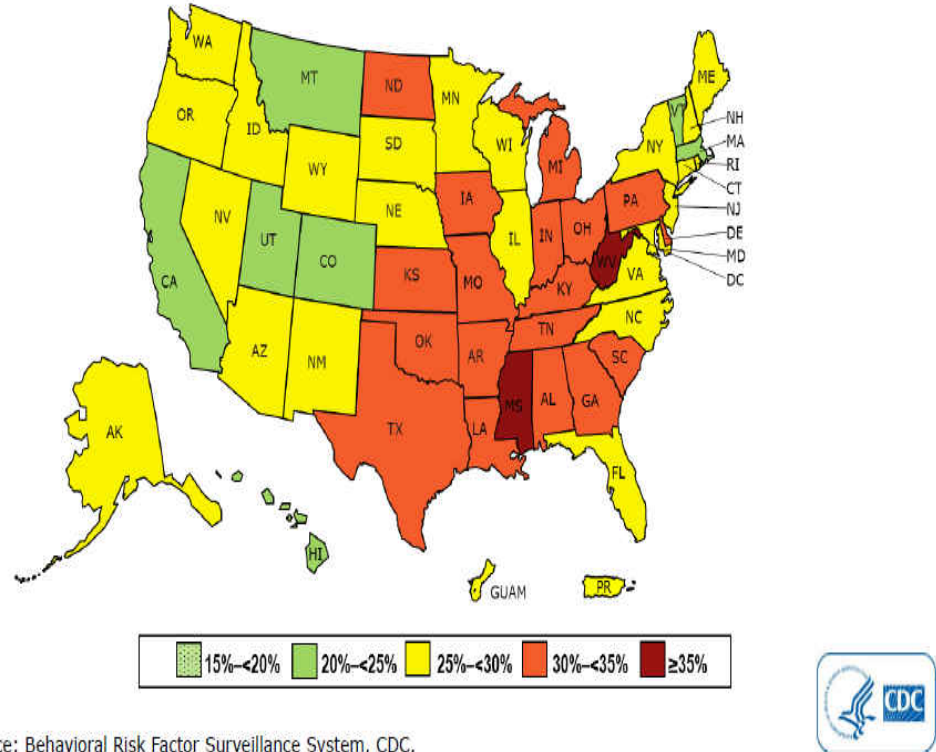 WA
MT
ND
MN
ME
OR
ID
SD
WI
MI
NY
VT
NH
MA
RI
CT
NJ
DE
MD
DC
WY
NE
IA
PA
NV
UT
CO
IL
IN
OH
WV
VA
CA
KS
MO
KY
NC
AZ
NM
OK
AR
TN
SC
TX
LA
MS
AL
GA
FL
AK
HI
GUAM
PR
15%–<20% 20%–<25% 25%–<30% 30%–<35% ≥35%
CDC
ce: Behavioral Risk Factor Surveillance System, CDC.